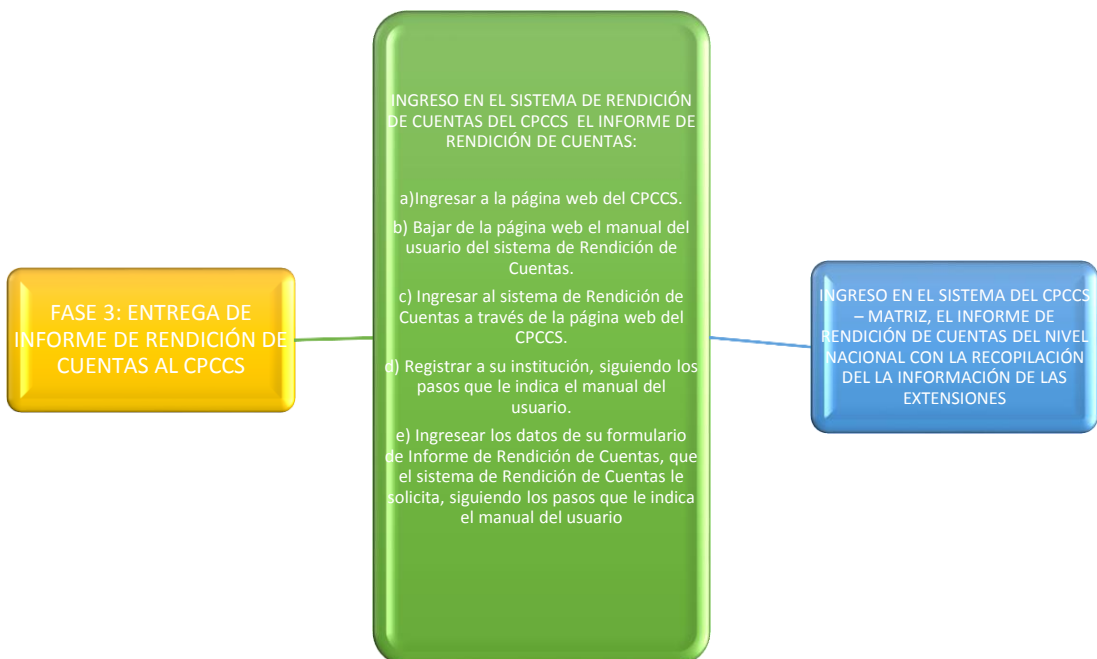 FASE 3: ENTREGA DE
INFORME DE RENDICIÓN DE
CUENTAS AL CPCCS
INGRESO EN EL SISTEMA DE RENDICIÓN
DE CUENTAS DEL CPCCS EL INFORME DE
RENDICIÓN DE CUENTAS:
a)Ingresar a la página web del CPCCS.
b) Bajar de la página web el manual del
usuario del sistema de Rendición de
Cuentas.
c) Ingresar al sistema de Rendición de
Cuentas a través de la página web del
CPCCS.
d) Registrar a su institución, siguiendo los
pasos que le indica el manual del
usuario.
e) Ingresear los datos de su formulario
de Informe de Rendición de Cuentas, que
el sistema de Rendición de Cuentas le
solicita, siguiendo los pasos que le indica
el manual del usuario
INGRESO EN EL SISTEMA DEL CPCCS
– MATRIZ, EL INFORME DE
RENDICIÓN DE CUENTAS DEL NIVEL
NACIONAL CON LA RECOPILACIÓN
DEL LA INFORMACIÓN DE LAS
EXTENSIONES